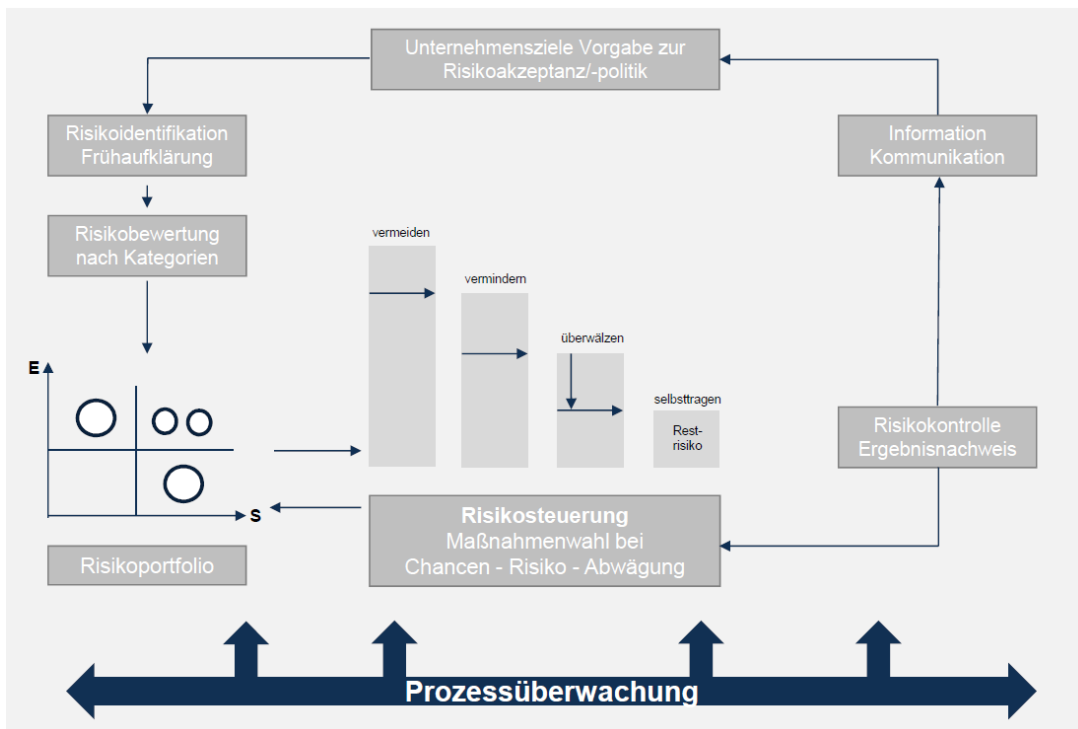 Unternehmensziele Vorgabe zur
Risikoakzeptanz/-politik
Risikoidentifikation
Frühaufklärung
Information
Kommunikation
Risikobewertung
nach Kategorien
vermeiden
vermindern
überwälzen
selbsttragen
Rest-
risiko
E
S
Risikoportfolio
Risikokontrolle
Ergebnisnachweis
Risikosteuerung
Maßnahmenwahl bei
Chancen - Risiko - Abwägung
Prozessüberwachung